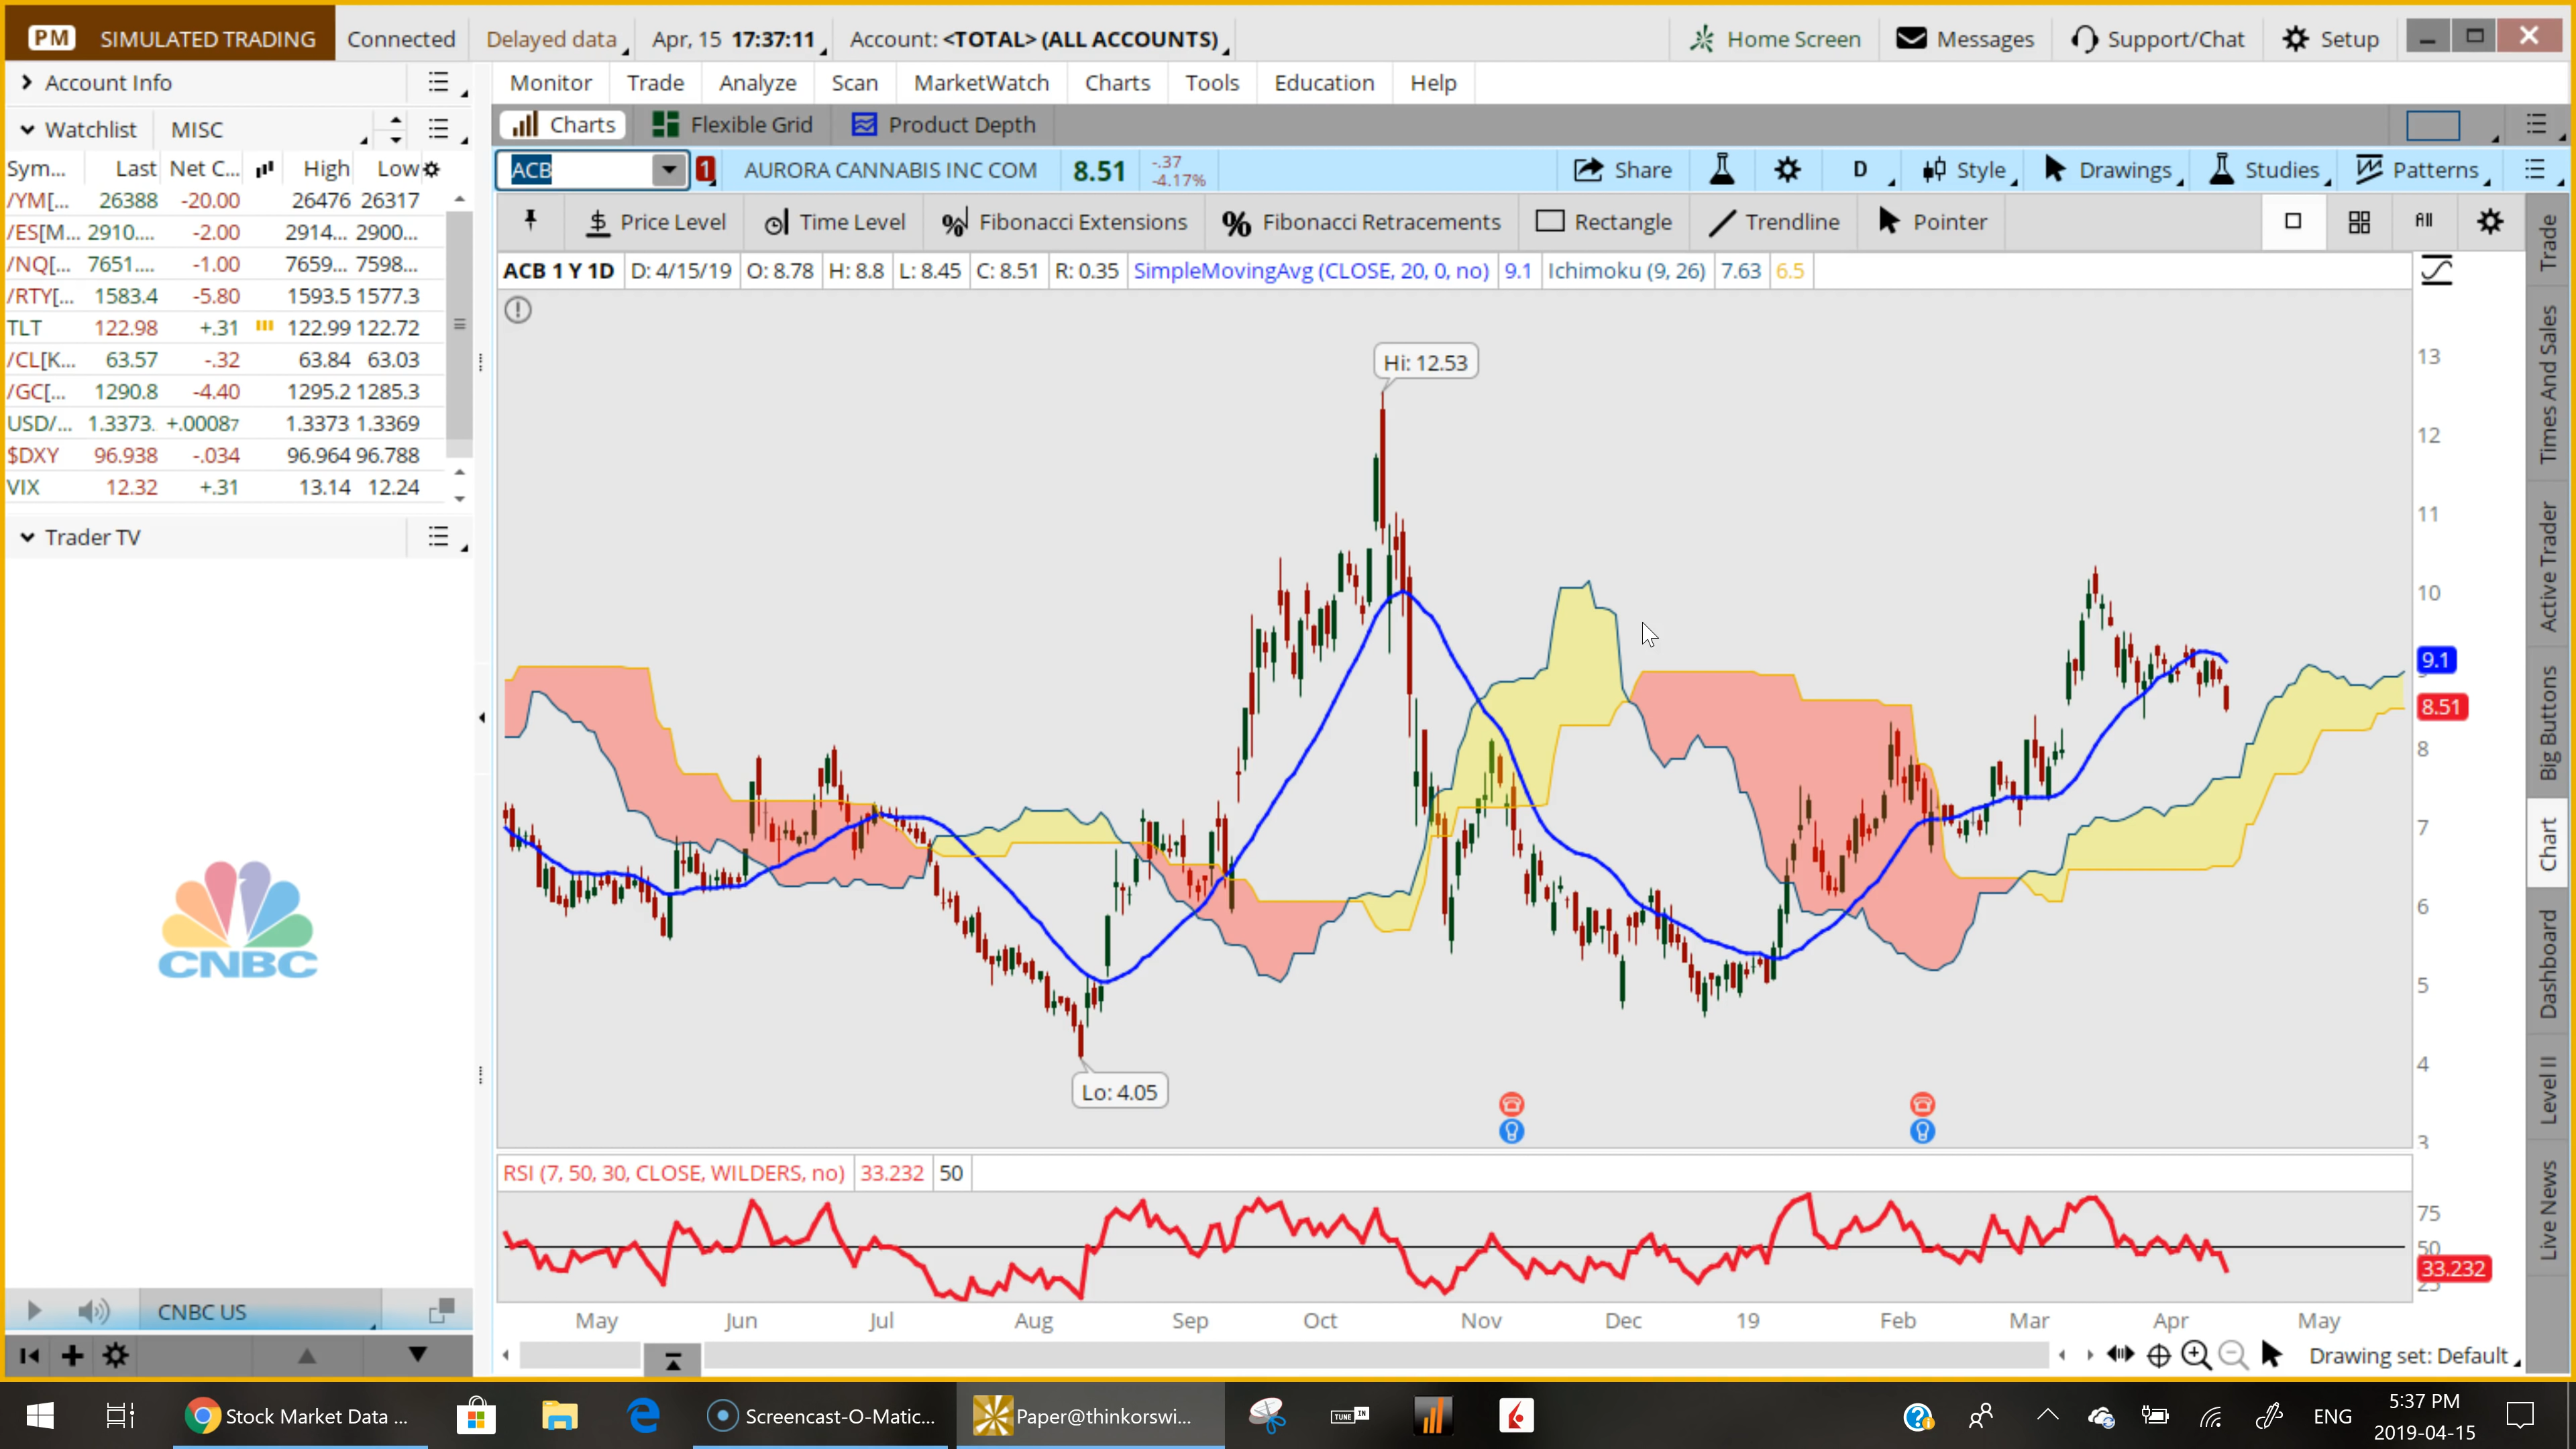 PM SIMULATED TRADING Connected Delayed data Apr, 15 17:37:11 Account: <TOTAL> (ALL ACCOUNTS) Home Screen Messages Support/Chat Setup
Account Info
Monitor Trade Analyze Scan MarketWatch Charts Tools Education Help
Watchlist MISC
Charts Flexible Grid Product Depth
Sym... Last Net C... High Low
ACB 1 AURORA CANNABIS INC COM 8.51 -.37 -4.17% Share D Style Drawings Studies Patterns
/YM[... 26388 -20.00 26476 26317
/ES[M... 2910.... -2.00 2914... 2900...
/NQ[... 7651.... -1.00 7659... 7598...
/RTY[... 1583.4 -5.80 1593.5 1577.3
TLT 122.98 +.31 122.99 122.72
/CL[K... 63.57 -.32 63.84 63.03
/GC[... 1290.8 -4.40 1295.2 1285.3
USD/... 1.3373. +.00087 1.3373 1.3369
$DXY 96.938 -.034 96.964 96.788
VIX 12.32 +.31 13.14 12.24
Trader TV
CNBC
CNBC US
$ Price Level Time Level % Fibonacci Extensions % Fibonacci Retracements Rectangle Trendline Pointer All
ACB 1 Y 1D D: 4/15/19 O: 8.78 H: 8.8 L: 8.45 C: 8.51 R: 0.35 SimpleMovingAvg (CLOSE, 20, 0, no) 9.1 Ichimoku (9, 26) 7.63 6.5
Hi: 12.53
Lo: 4.05
13
12
11
10
9.1
8.51
8
7
6
5
4
3
RSI (7, 50, 30, CLOSE, WILDERS, no) 33.232 50
75
50
33.232
25
May Jun Jul Aug Sep Oct Nov Dec 19 Feb Mar Apr May
Drawing set: Default
Trade
Times And Sales
Active Trader
Big Buttons
Chart
Dashboard
Level II
Live News
Stock Market Data ... Screencast-O-Matic... Paper@thinkorswi... TUNE IN ENG 5:37 PM
2019-04-15